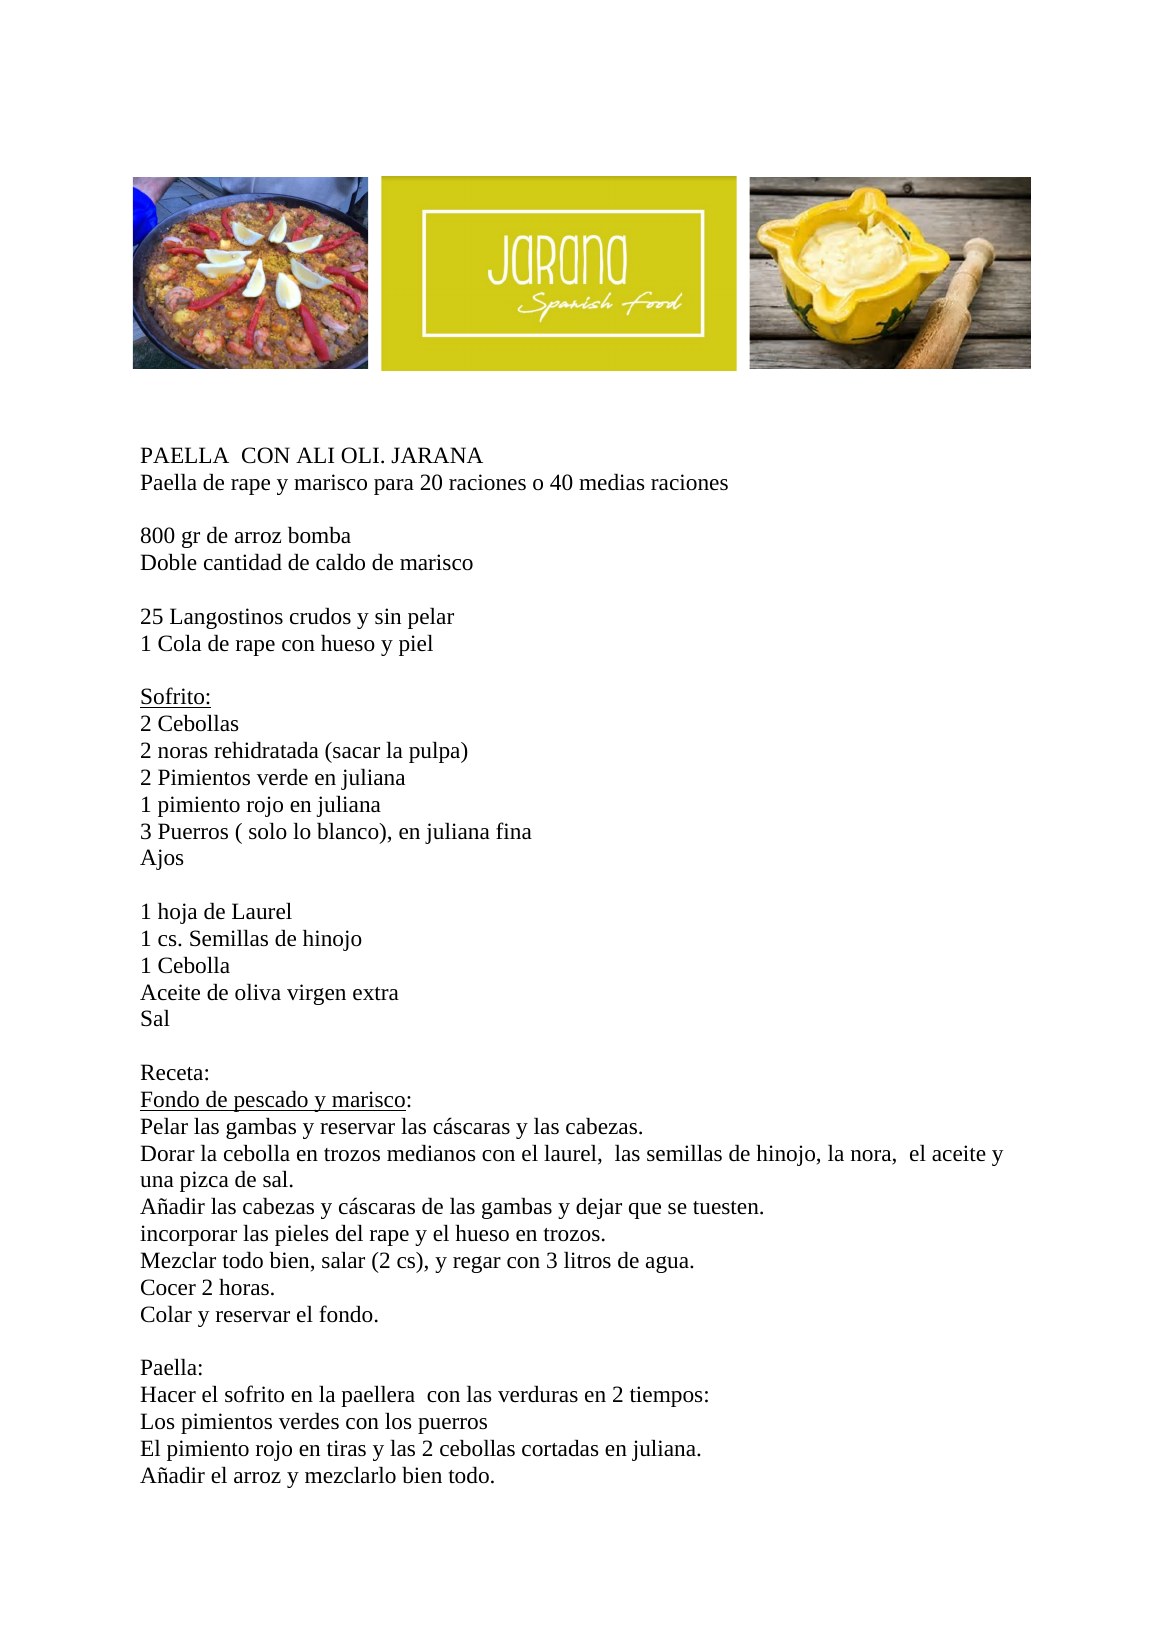 JARANA
Spanish Food
PAELLA CON ALI OLI. JARANA
Paella de rape y marisco para 20 raciones o 40 medias raciones
800 gr de arroz bomba
Doble cantidad de caldo de marisco
25 Langostinos crudos y sin pelar
1 Cola de rape con hueso y piel
Sofrito:
2 Cebollas
2 noras rehidratada (sacar la pulpa)
2 Pimientos verde en juliana
1 pimiento rojo en juliana
3 Puerros ( solo lo blanco), en juliana fina
Ajos
1 hoja de Laurel
1 cs. Semillas de hinojo
1 Cebolla
Aceite de oliva virgen extra
Sal
Receta:
Fondo de pescado y marisco:
Pelar las gambas y reservar las cáscaras y las cabezas.
Dorar la cebolla en trozos medianos con el laurel, las semillas de hinojo, la nora, el aceite y
una pizca de sal.
Añadir las cabezas y cáscaras de las gambas y dejar que se tuesten.
incorporar las pieles del rape y el hueso en trozos.
Mezclar todo bien, salar (2 cs), y regar con 3 litros de agua.
Cocer 2 horas.
Colar y reservar el fondo.
Paella:
Hacer el sofrito en la paellera con las verduras en 2 tiempos:
Los pimientos verdes con los puerros
El pimiento rojo en tiras y las 2 cebollas cortadas en juliana.
Añadir el arroz y mezclarlo bien todo.